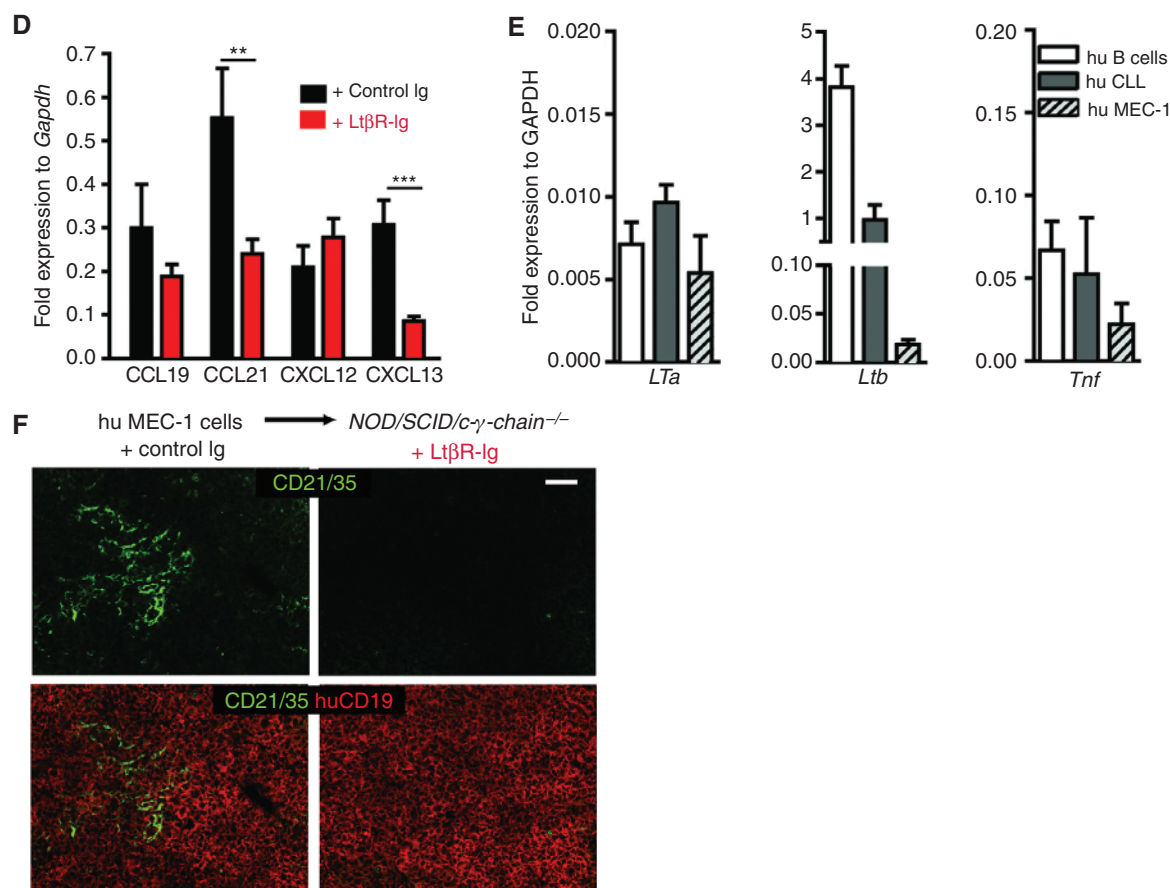 D
Fold expression to Gapdh
0.7
0.6
0.5
0.4
0.3
0.2
0.1
0.0
**
***
+ Control Ig
+ LtβR-Ig
CCL19 CCL21 CXCL12 CXCL13
E
Fold expression to GAPDH
0.020
0.015
0.010
0.005
0.000
LTa
5
4
3
2
1
0.10
0.05
0.00
Ltb
0.20
0.15
0.10
0.05
0.00
Tnf
hu B cells
hu CLL
hu MEC-1
F
hu MEC-1 cells → NOD/SCID/c-γ-chain–/–
+ control Ig + LtβR-Ig
CD21/35
CD21/35 huCD19